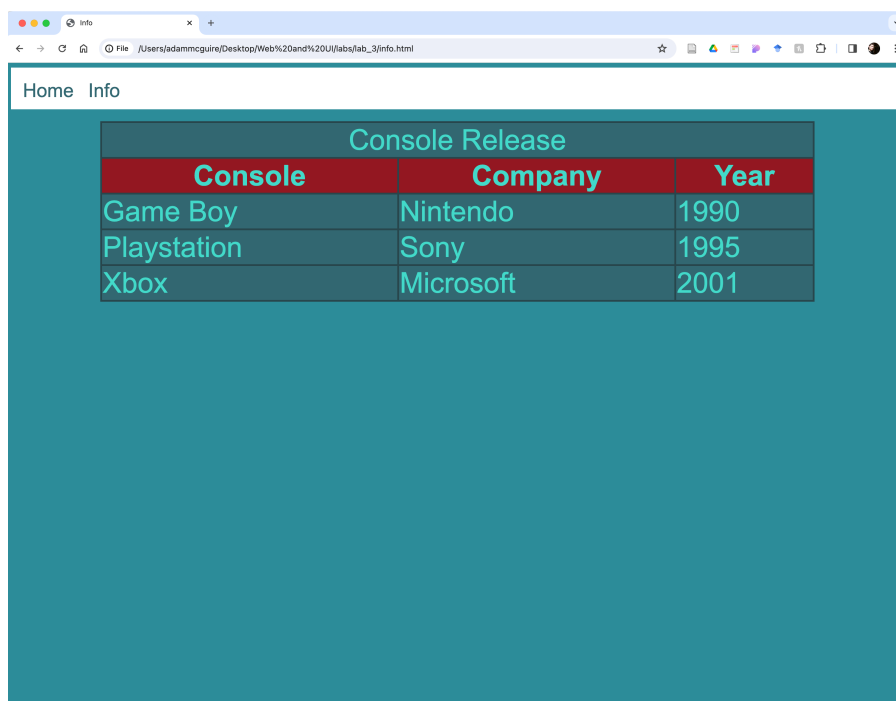 Info
File /Users/adammcguire/Desktop/Web%20and%20UI/labs/lab_3/info.html
Home Info
Console Release
Console Company Year
Game Boy Nintendo 1990
Playstation Sony 1995
Xbox Microsoft 2001